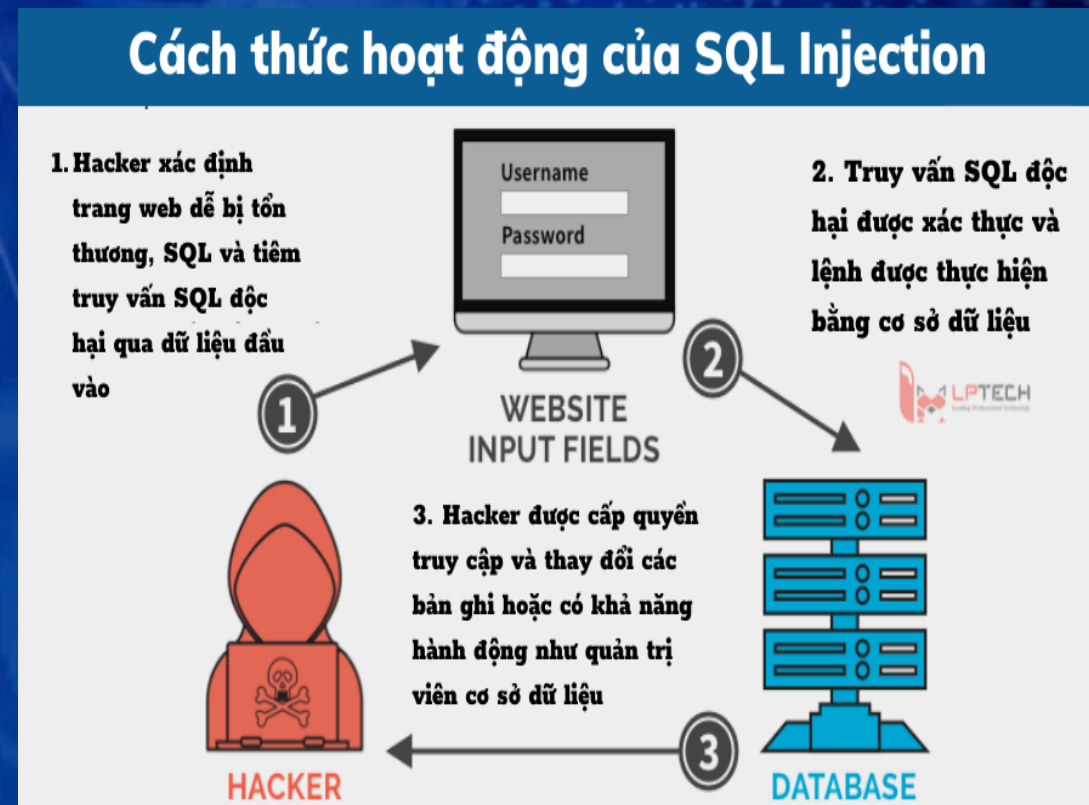 Cách thức hoạt động của SQL Injection
1. Hacker xác định
trang web dễ bị tổn
thương, SQL và tiêm
truy vấn SQL độc
hại qua dữ liệu đầu
vào
Username
Password
2. Truy vấn SQL độc
hại được xác thực và
lệnh được thực hiện
bằng cơ sở dữ liệu
1
2
LPTECH
Leading Professional Technology
WEBSITE
INPUT FIELDS
3. Hacker được cấp quyền
truy cập và thay đổi các
bản ghi hoặc có khả năng
hành động như quản trị
viên cơ sở dữ liệu
3
HACKER
DATABASE